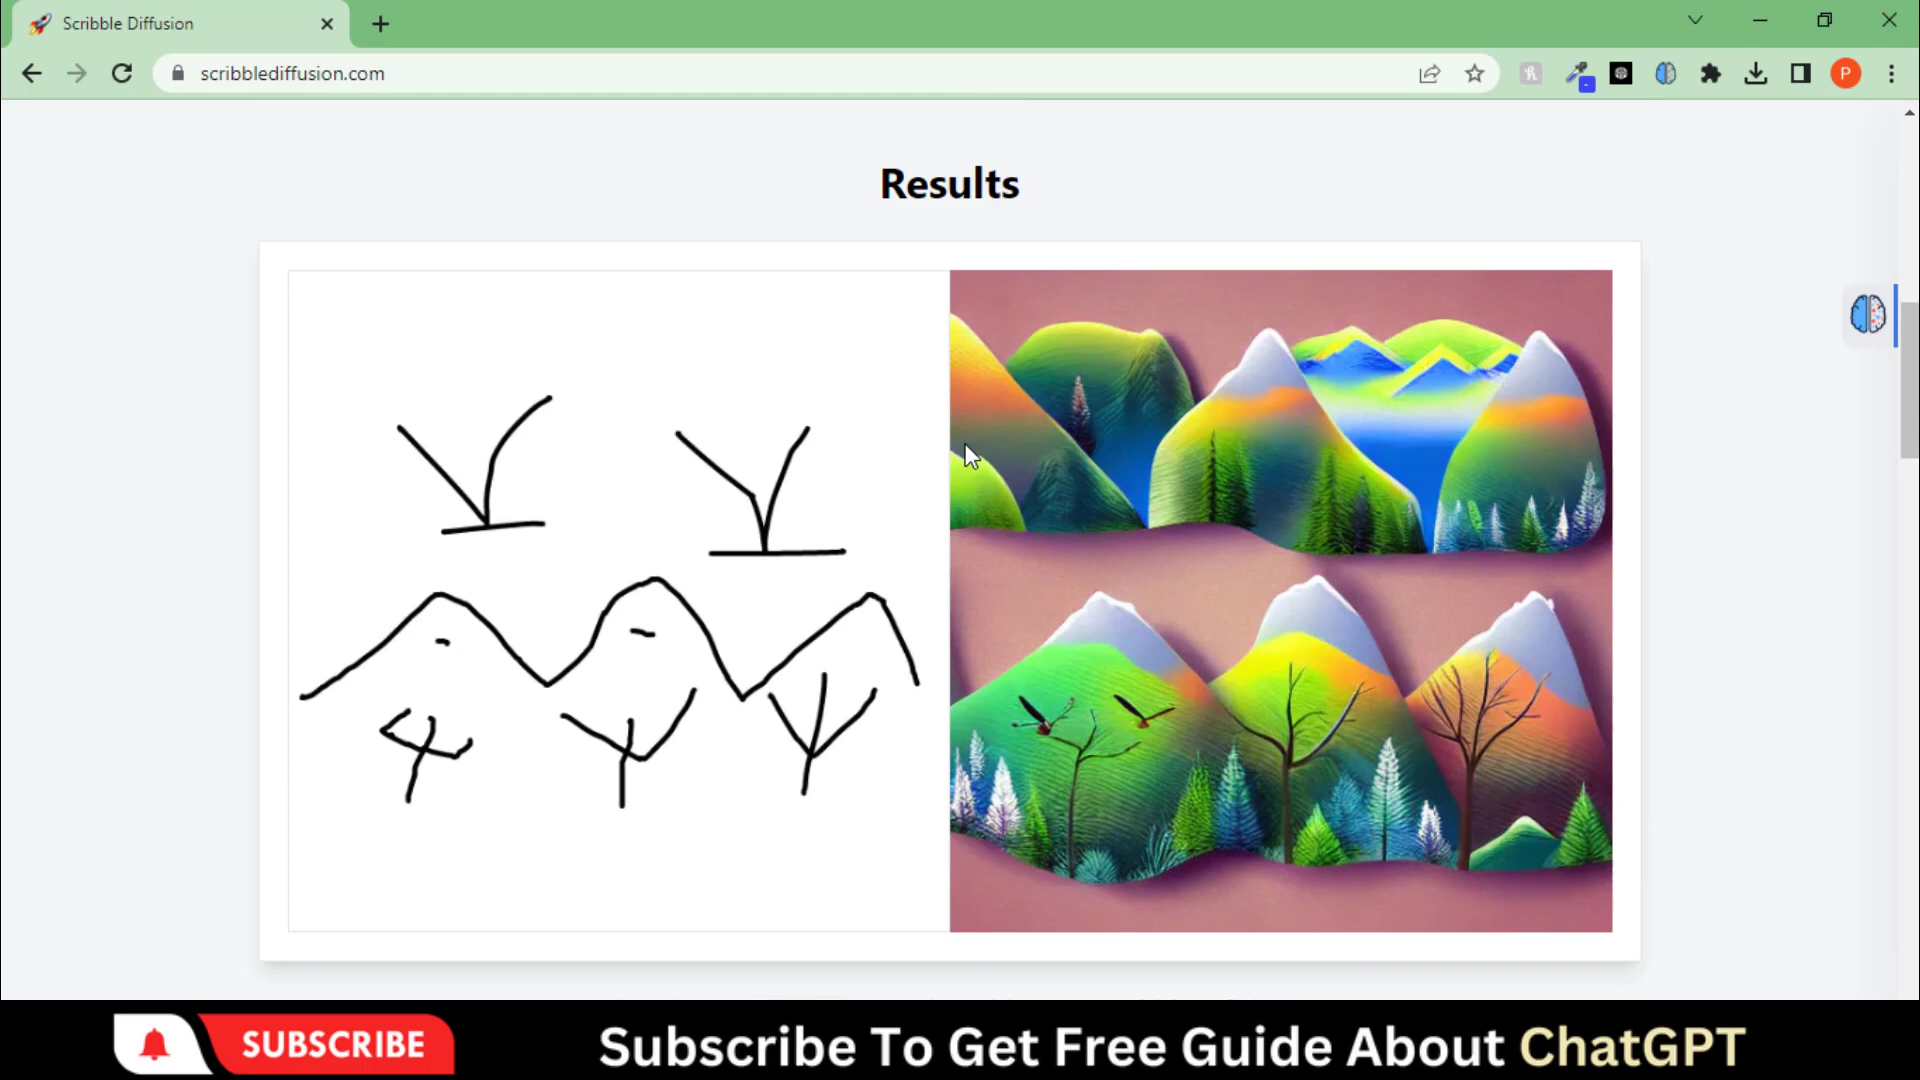 Scribble Diffusion
scribblediffusion.com
P
Results
SUBSCRIBE
Subscribe To Get Free Guide About ChatGPT